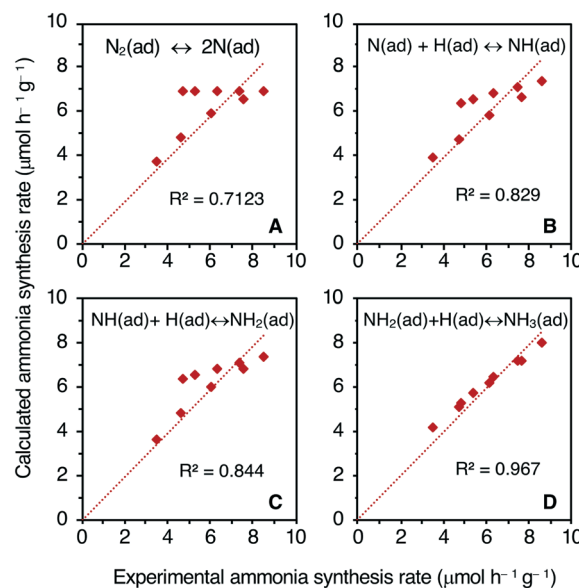 Calculated ammonia synthesis rate (μmol h⁻¹ g⁻¹)
N₂(ad) ↔ 2N(ad)
10
8
6
4
2
0
R² = 0.7123
A
0 2 4 6 8 10
N(ad) + H(ad) ↔ NH(ad)
10
8
6
4
2
0
R² = 0.829
B
0 2 4 6 8 10
NH(ad)+ H(ad)↔NH₂(ad)
10
8
6
4
2
0
R² = 0.844
C
0 2 4 6 8 10
NH₂(ad)+H(ad)↔NH₃(ad)
10
8
6
4
2
0
R² = 0.967
D
0 2 4 6 8 10
Experimental ammonia synthesis rate (μmol h⁻¹ g⁻¹)